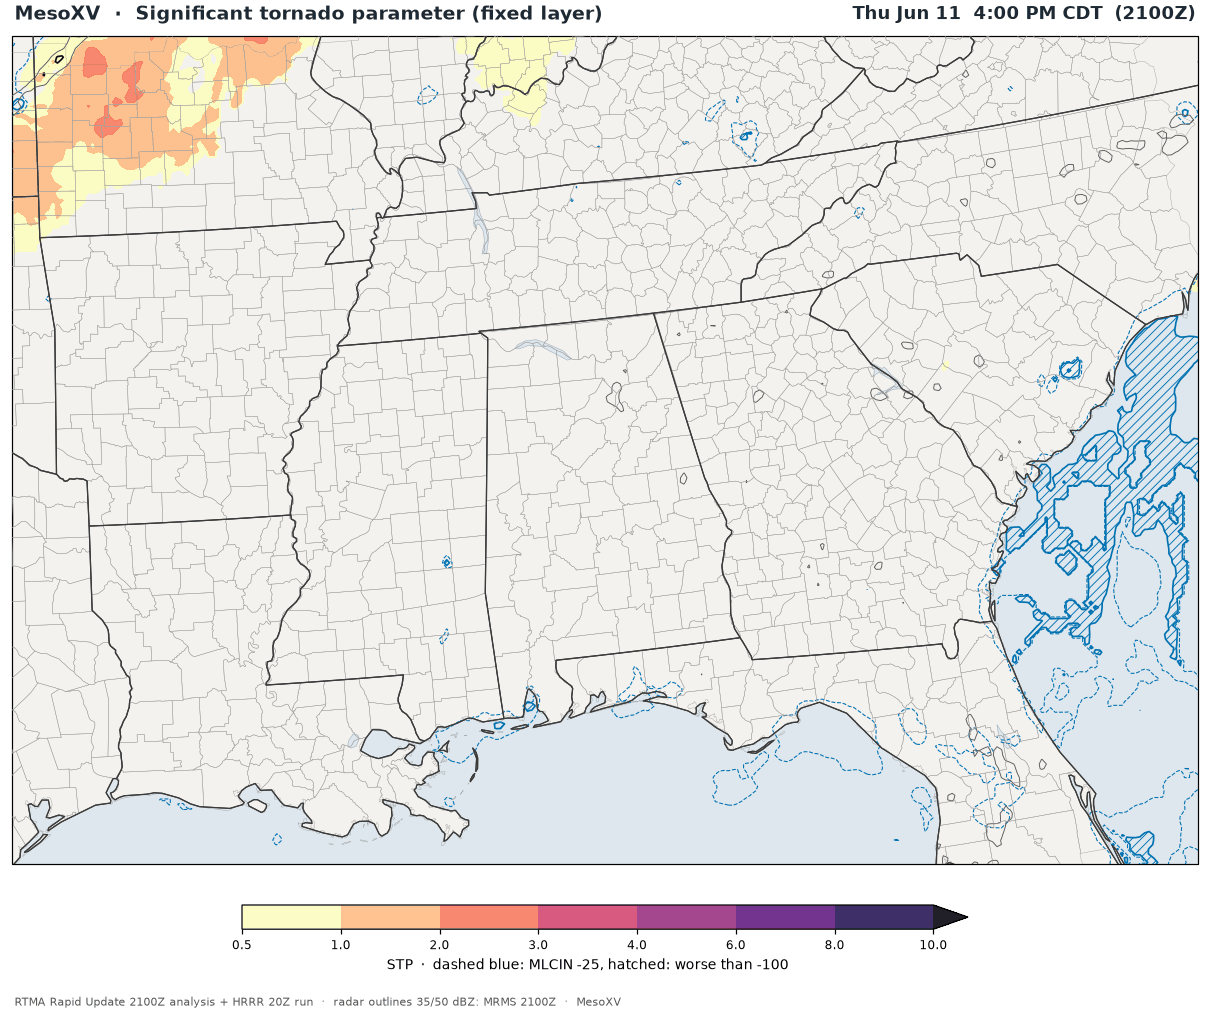 MesoXV · Significant tornado parameter (fixed layer)
Thu Jun 11 4:00 PM CDT (2100Z)
0.5 1.0 2.0 3.0 4.0 6.0 8.0 10.0
STP · dashed blue: MLCIN -25, hatched: worse than -100
RTMA Rapid Update 2100Z analysis + HRRR 20Z run · radar outlines 35/50 dBZ: MRMS 2100Z · MesoXV